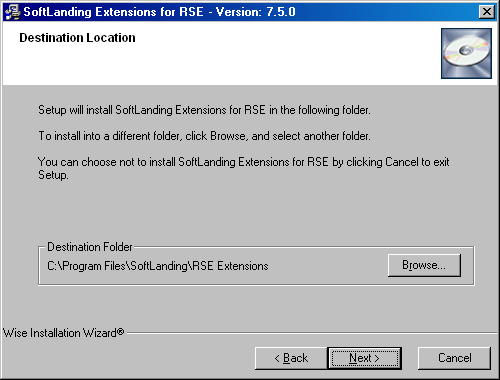 SoftLanding Extensions for RSE - Version: 7.5.0
Destination Location
Setup will install SoftLanding Extensions for RSE in the following folder.
To install into a different folder, click Browse, and select another folder.
You can choose not to install SoftLanding Extensions for RSE by clicking Cancel to exit
Setup.
Destination Folder
C:\Program Files\SoftLanding\RSE Extensions
Browse...
Wise Installation Wizard®
< Back
Next >
Cancel